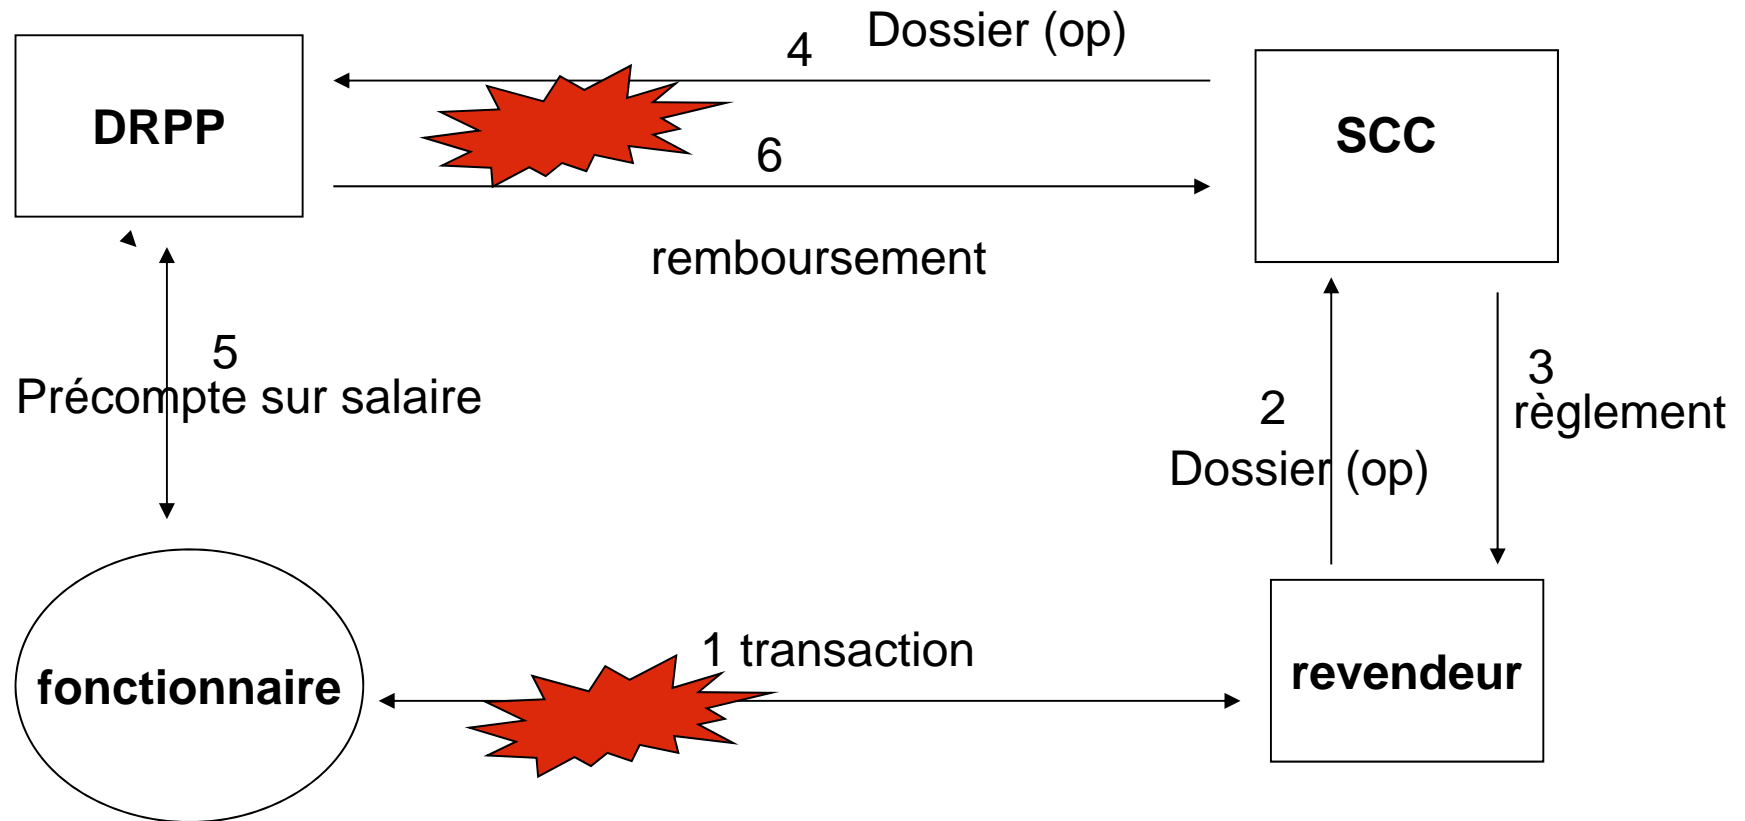 Dossier (op)
4
DRPP
SCC
6
remboursement
5
Précompte sur salaire
3
règlement
2
Dossier (op)
1 transaction
fonctionnaire
revendeur